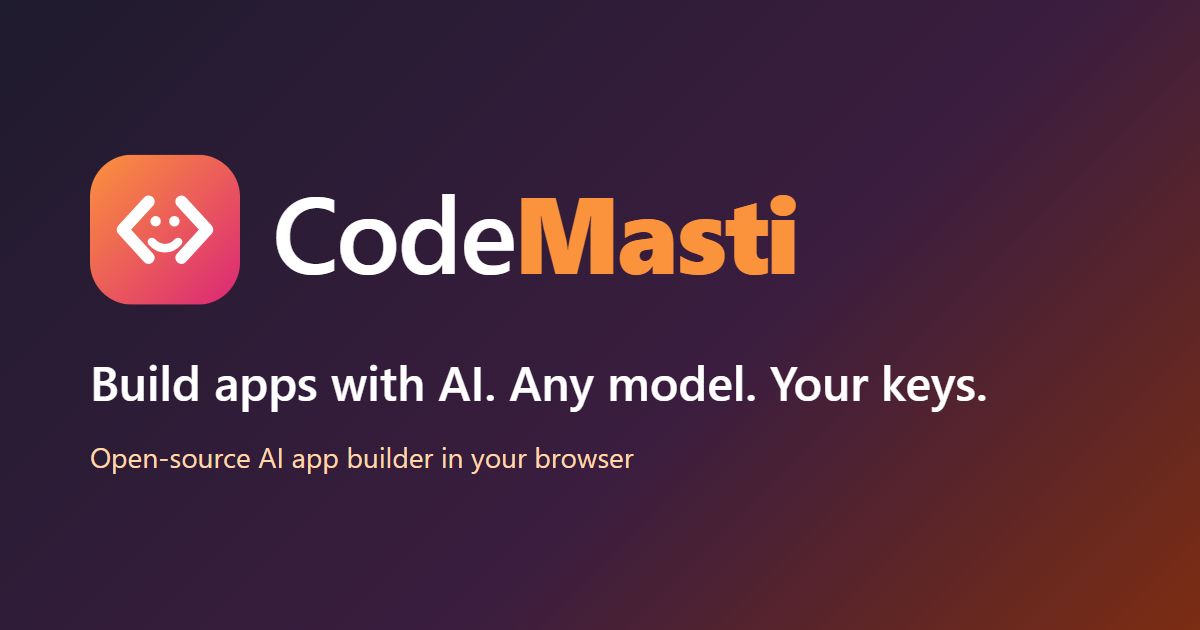 CodeMasti
Build apps with AI. Any model. Your keys.
Open-source AI app builder in your browser